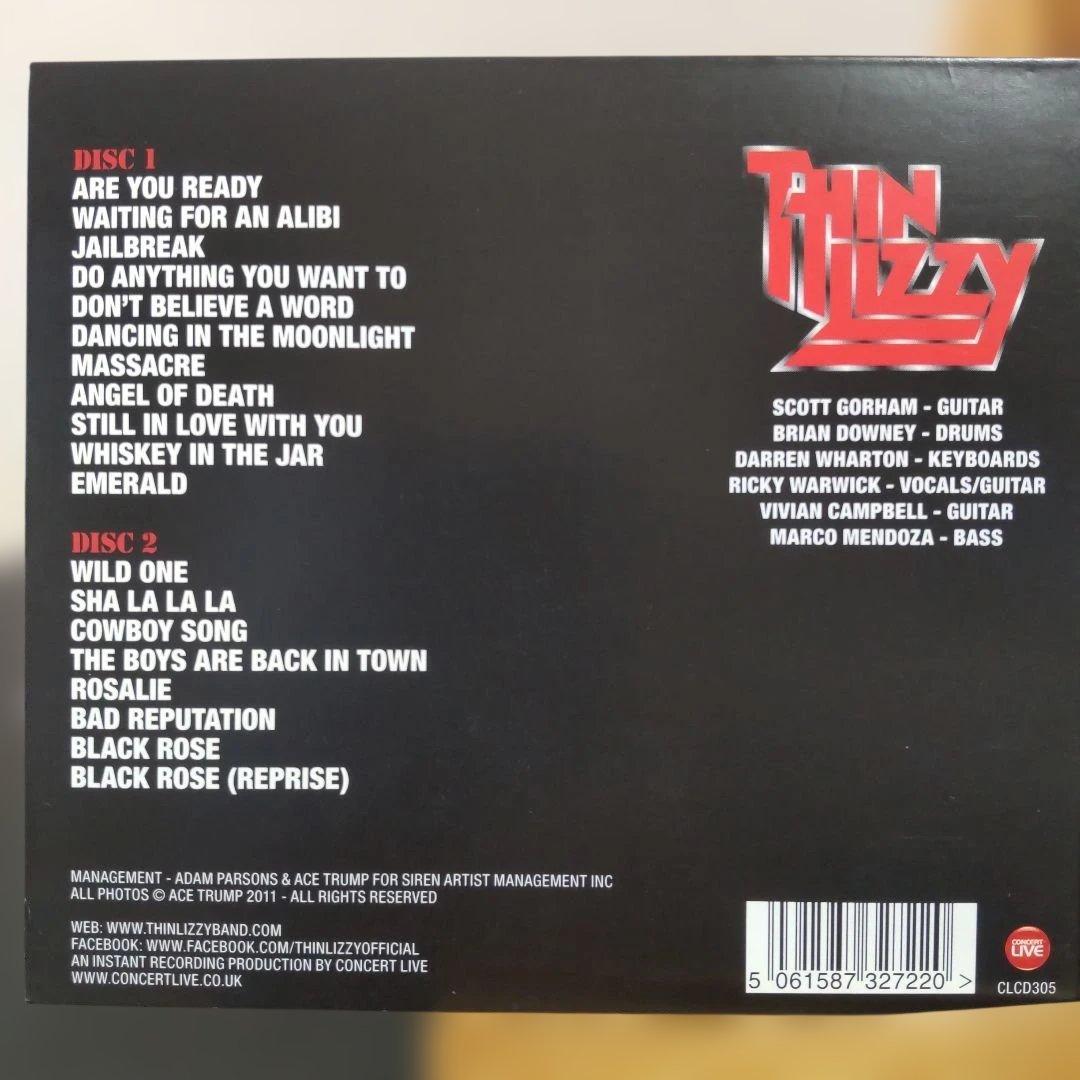 DISC 1
ARE YOU READY
WAITING FOR AN ALIBI
JAILBREAK
DO ANYTHING YOU WANT TO
DON'T BELIEVE A WORD
DANCING IN THE MOONLIGHT
MASSACRE
ANGEL OF DEATH
STILL IN LOVE WITH YOU
WHISKEY IN THE JAR
EMERALD
DISC 2
WILD ONE
SHA LA LA LA
COWBOY SONG
THE BOYS ARE BACK IN TOWN
ROSALIE
BAD REPUTATION
BLACK ROSE
BLACK ROSE (REPRISE)
THIN
LIZZY
SCOTT GORHAM - GUITAR
BRIAN DOWNEY - DRUMS
DARREN WHARTON - KEYBOARDS
RICKY WARWICK - VOCALS/GUITAR
VIVIAN CAMPBELL - GUITAR
MARCO MENDOZA - BASS
MANAGEMENT - ADAM PARSONS & ACE TRUMP FOR SIREN ARTIST MANAGEMENT INC
ALL PHOTOS © ACE TRUMP 2011 - ALL RIGHTS RESERVED
WEB: WWW.THINLIZZYBAND.COM
FACEBOOK: WWW.FACEBOOK.COM/THINLIZZYOFFICIAL
AN INSTANT RECORDING PRODUCTION BY CONCERT LIVE
WWW.CONCERTLIVE.CO.UK
5 061587 327220 >
CONCERT
LIVE
CLCD305